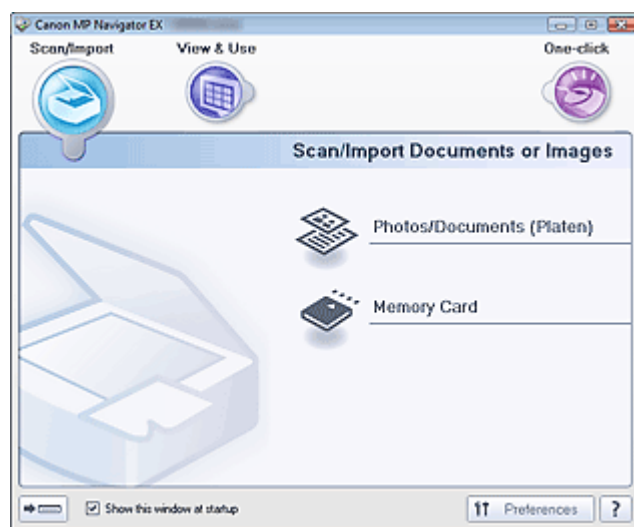 Canon MP Navigator EX
Scan/Import
View & Use
One-click
Scan/Import Documents or Images
Photos/Documents (Platen)
Memory Card
Show this window at startup
Preferences
?